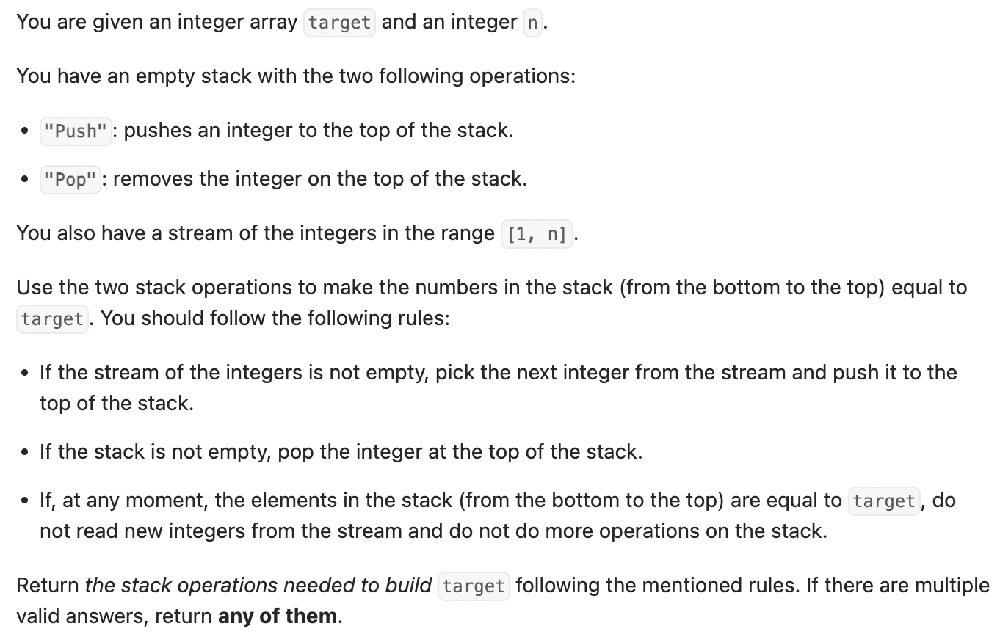 You are given an integer array target and an integer n.
You have an empty stack with the two following operations:
• "Push": pushes an integer to the top of the stack.
• "Pop": removes the integer on the top of the stack.
You also have a stream of the integers in the range [1, n].
Use the two stack operations to make the numbers in the stack (from the bottom to the top) equal to
target. You should follow the following rules:
• If the stream of the integers is not empty, pick the next integer from the stream and push it to the
top of the stack.
• If the stack is not empty, pop the integer at the top of the stack.
• If, at any moment, the elements in the stack (from the bottom to the top) are equal to target, do
not read new integers from the stream and do not do more operations on the stack.
Return the stack operations needed to build target following the mentioned rules. If there are multiple
valid answers, return any of them.